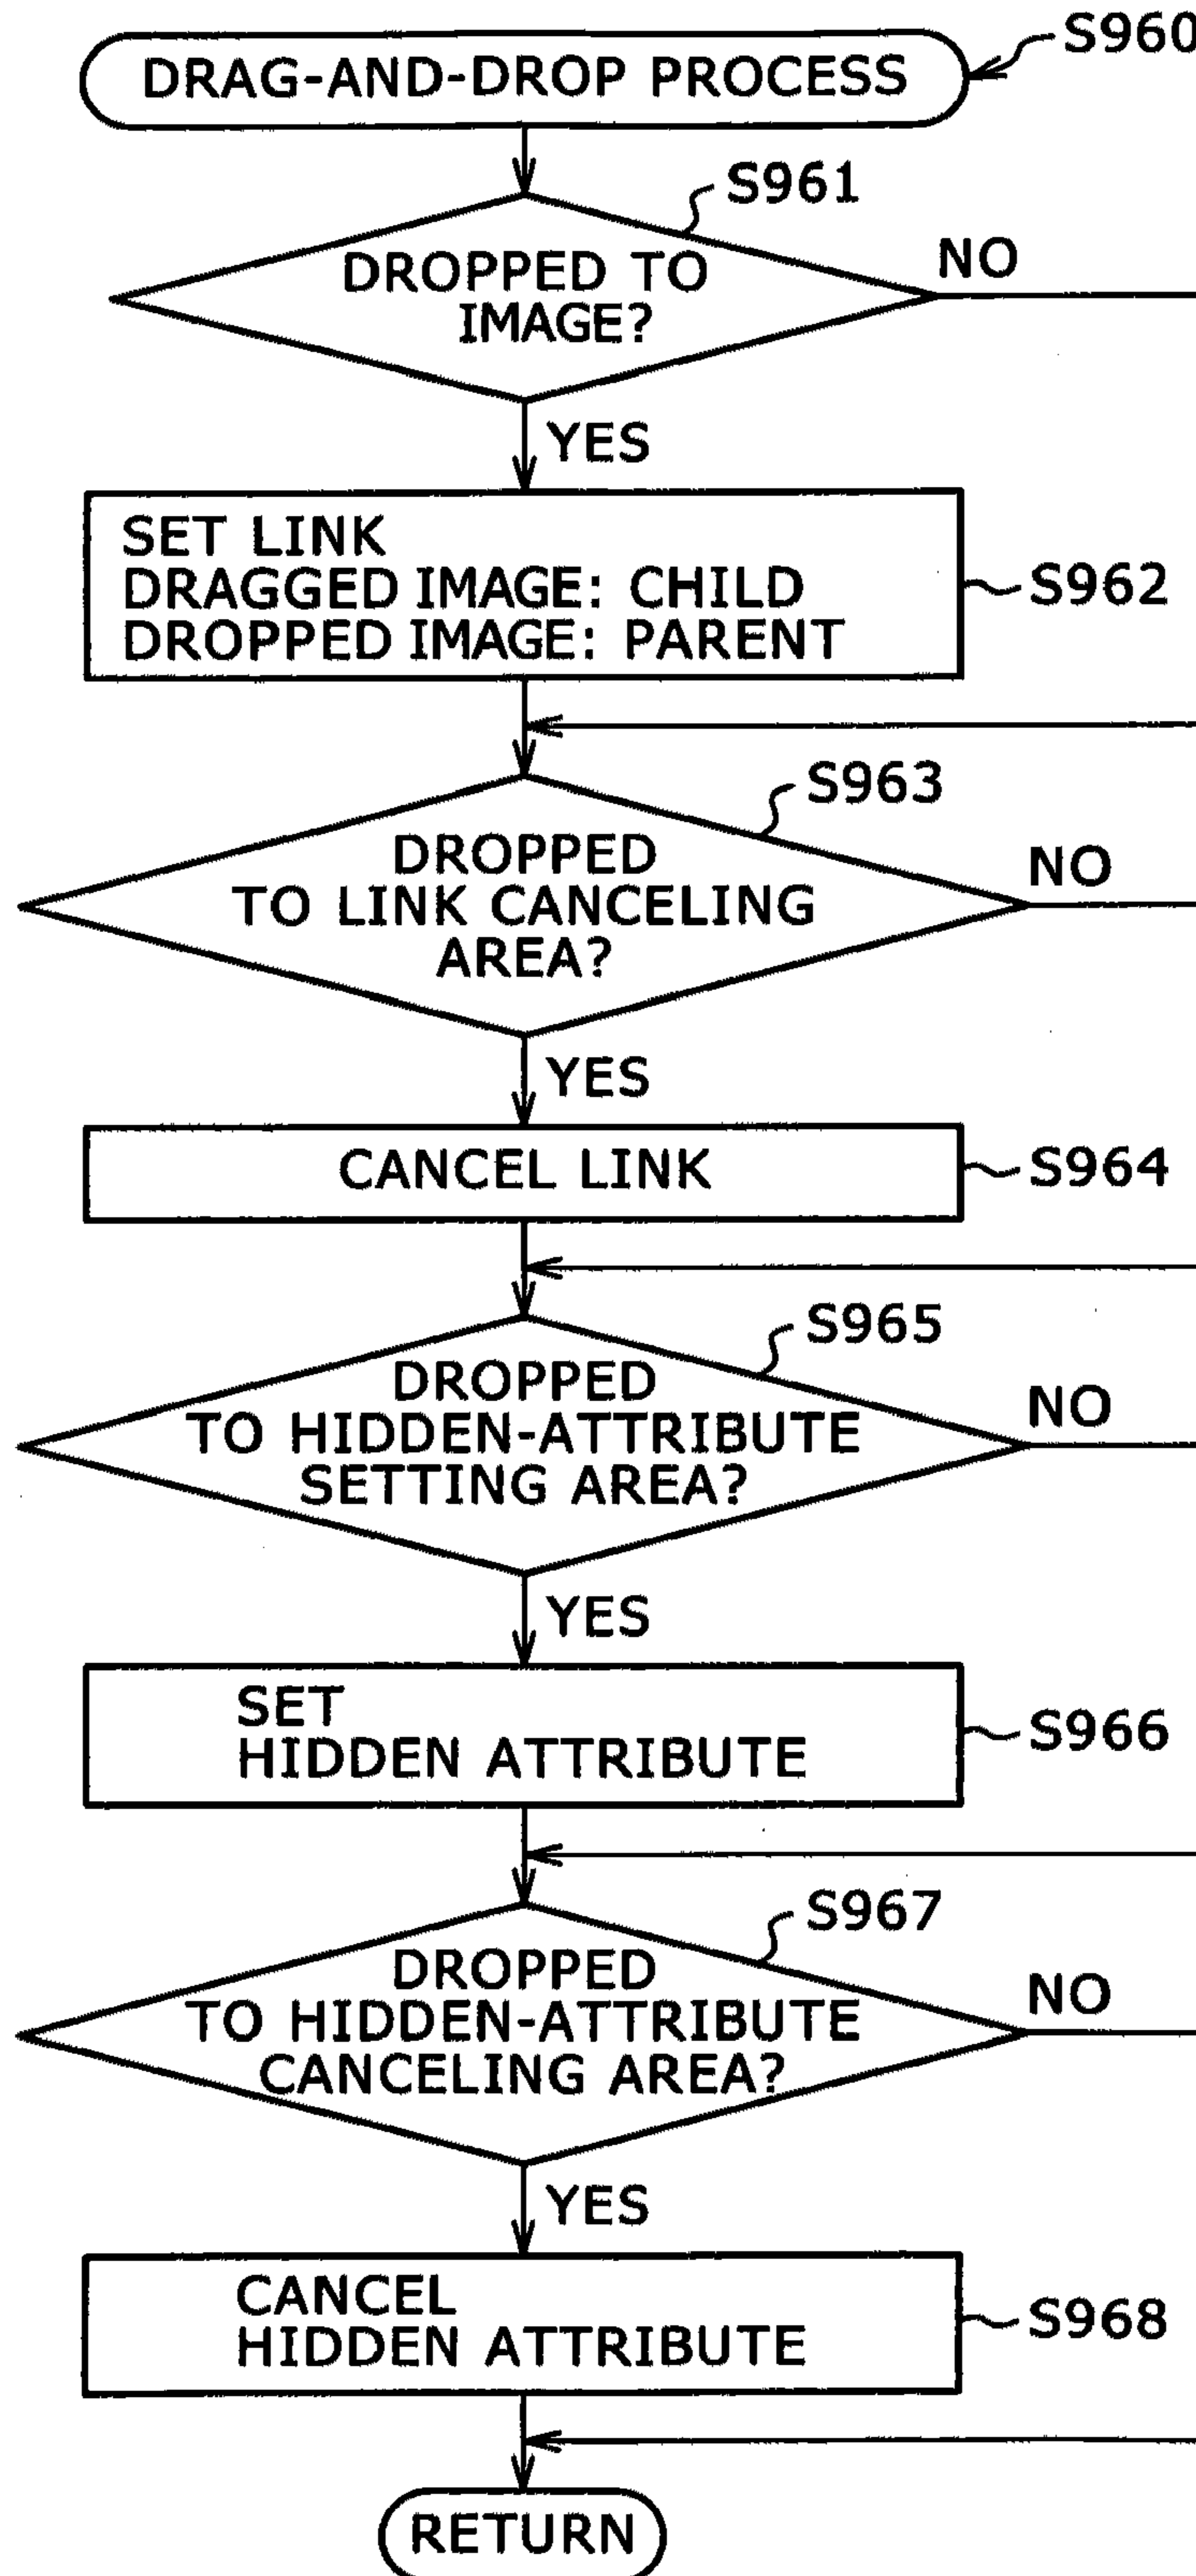 S960
DRAG-AND-DROP PROCESS
S961
DROPPED TO
IMAGE?
NO
YES
SET LINK
DRAGGED IMAGE: CHILD
DROPPED IMAGE: PARENT
S962
S963
DROPPED
TO LINK CANCELING
AREA?
NO
YES
CANCEL LINK
S964
S965
DROPPED
TO HIDDEN-ATTRIBUTE
SETTING AREA?
NO
YES
SET
HIDDEN ATTRIBUTE
S966
S967
DROPPED
TO HIDDEN-ATTRIBUTE
CANCELING AREA?
NO
YES
CANCEL
HIDDEN ATTRIBUTE
S968
RETURN